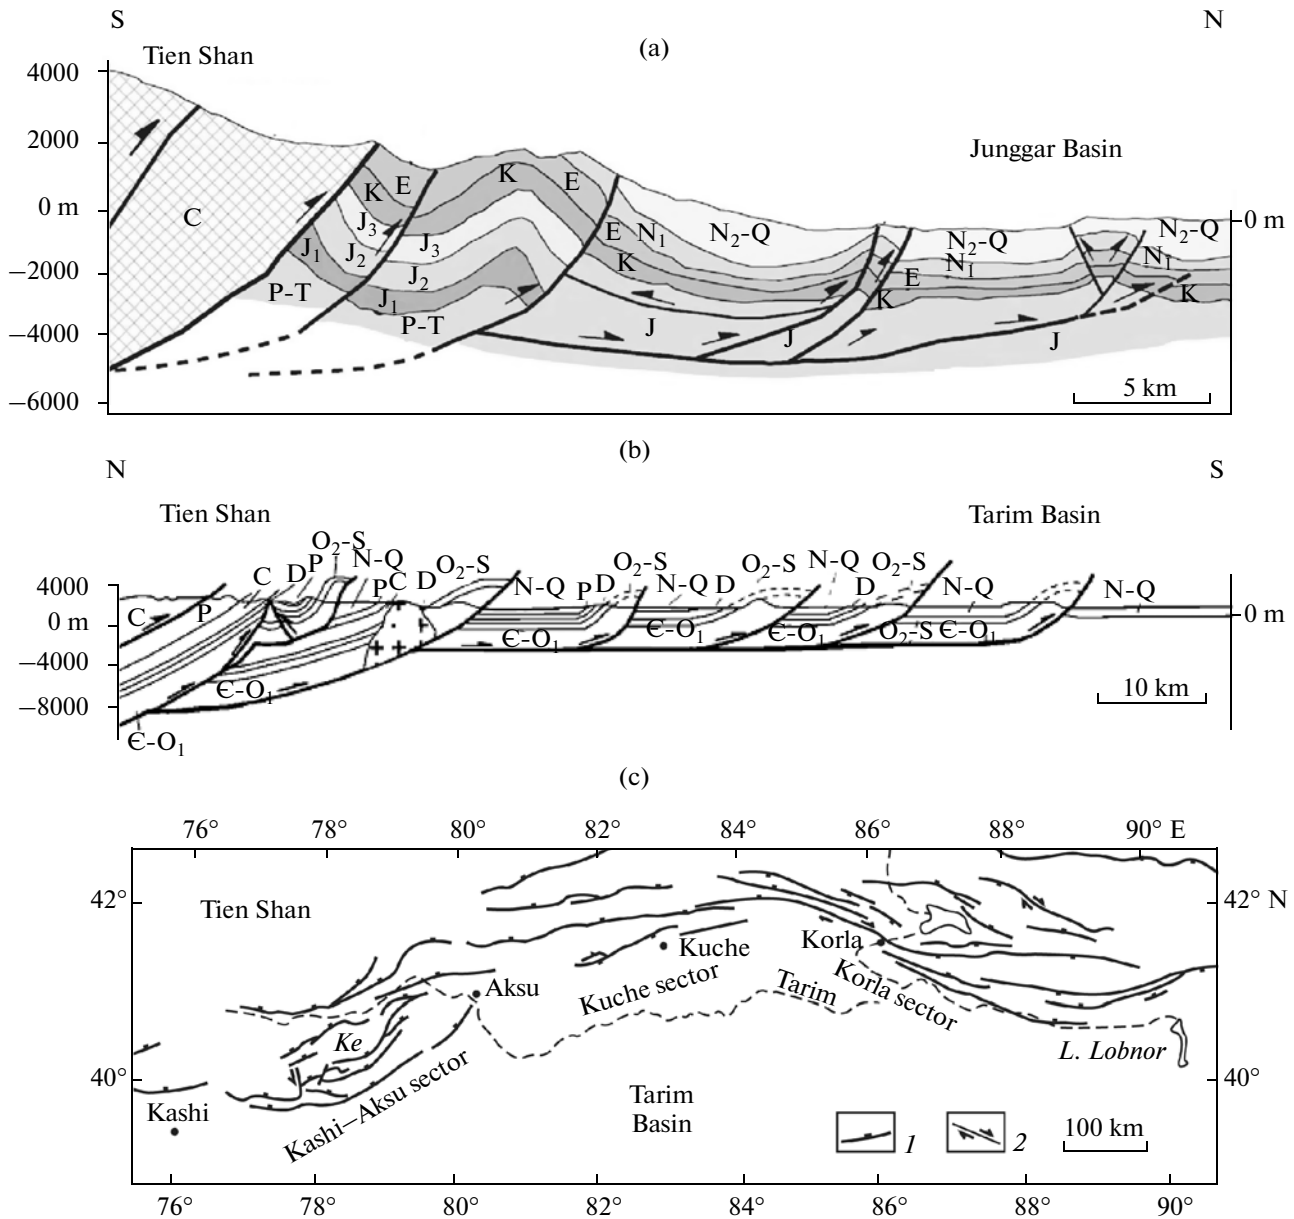 S
N
(a)
Tien Shan
4000
2000
0 m
−2000
−4000
−6000
Junggar Basin
0 m
C
K
E
K
E
J₃
J₃
J₁
J₂
J₂
J₁
P-T
P-T
E
N₁
K
N₂-Q
J
J
N₂-Q
N₁
E
K
N₂-Q
N₁
K
J
5 km
(b)
N
S
Tien Shan
Tarim Basin
4000
0 m
−4000
−8000
0 m
O₂-S
C
D
P
N-Q
P
C
D
O₂-S
N-Q
P
D
O₂-S
N-Q
D
O₂-S
N-Q
D
O₂-S
N-Q
N-Q
C
P
Є-O₁
Є-O₁
Є-O₁
Є-O₁
Є-O₁
O₂-S
Є-O₁
Є-O₁
10 km
(c)
76°
78°
80°
82°
84°
86°
88°
90° E
42°
42° N
Tien Shan
Kuche
Korla
Aksu
Kuche sector
Tarim
Korla sector
Ke
L. Lobnor
40°
40°
Kashi
Kashi–Aksu sector
Tarim
Basin
1
2
100 km
76°
78°
80°
82°
84°
86°
88°
90°